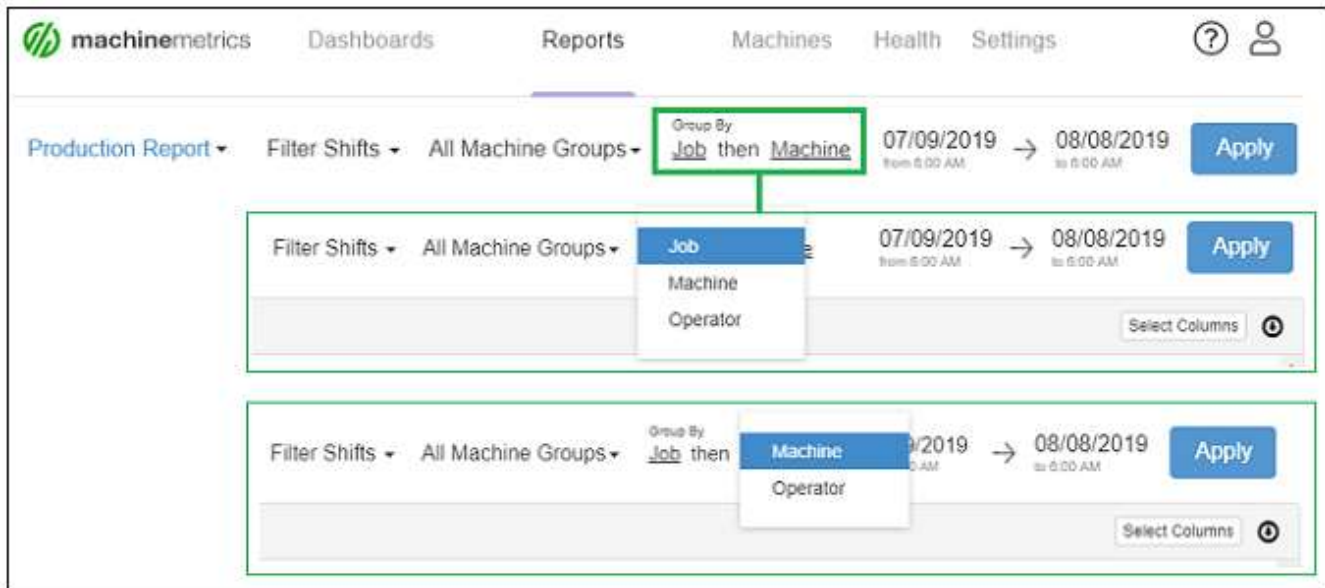 machinemetrics Dashboards Reports Machines Health Settings
Group By
Production Report Filter Shifts All Machine Groups Job then Machine 07/09/2019 → 08/08/2019 Apply
from 6:00 AM to 6:00 AM
Filter Shifts All Machine Groups Job 07/09/2019 → 08/08/2019 Apply
from 6:00 AM to 6:00 AM
Machine
Operator
Select Columns
Group By
Filter Shifts All Machine Groups Job then Machine 9/2019 → 08/08/2019 Apply
0 AM to 6:00 AM
Operator
Select Columns